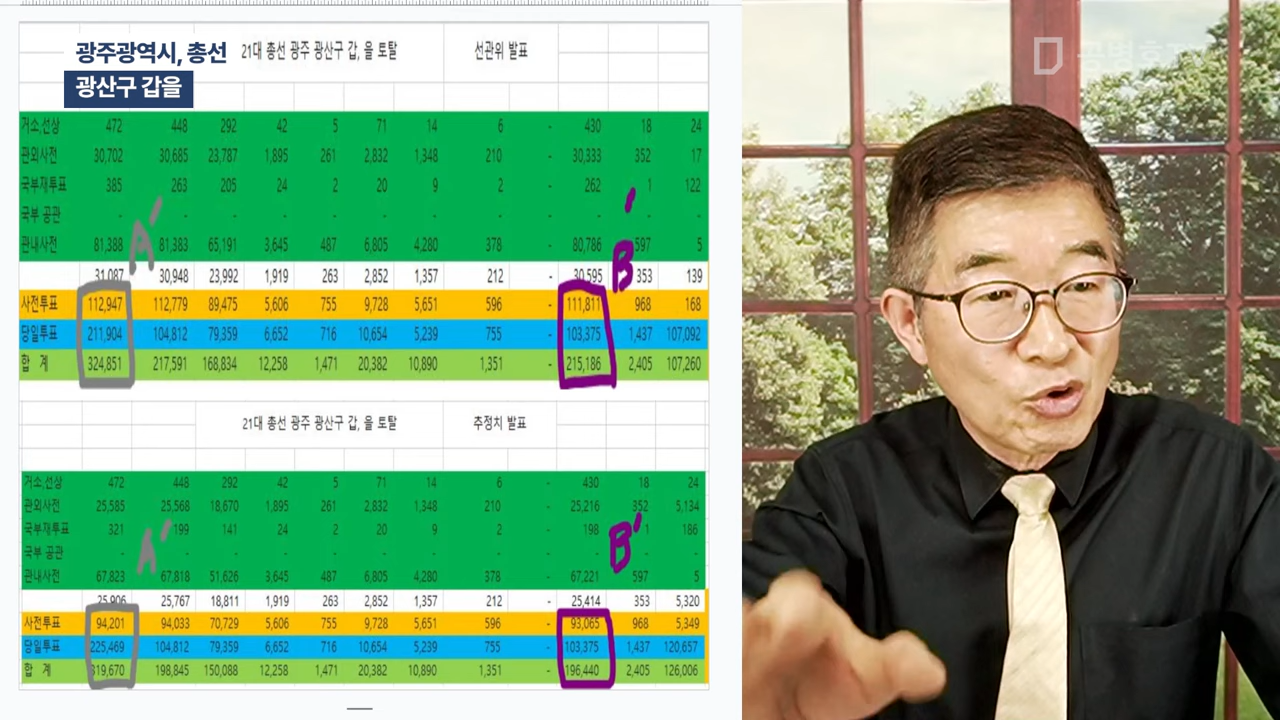 광주광역시, 총선
광산구 갑을
공병호
21대 총선 광주 광산구 갑, 을 토탈 선관위 발표
거소,선상 472 448 292 42 5 71 14 6 - 430 18 24
관외사전 30,702 30,685 23,787 1,895 261 2,832 1,348 210 - 30,333 352 17
국부재투표 385 263 205 24 2 20 9 2 - 262 1 122
국부 공관 - - - - - - - - - - - -
관내사전 81,388 81,383 65,191 3,645 487 6,805 4,280 378 - 80,786 597 5
31,087 30,948 23,992 1,919 263 2,852 1,357 212 - 30,595 353 139
사전투표 112,947 112,779 89,475 5,606 755 9,728 5,651 596 - 111,811 968 168
당일투표 211,904 104,812 79,359 6,652 716 10,654 5,239 755 - 103,375 1,437 107,092
합 계 324,851 217,591 168,834 12,258 1,471 20,382 10,890 1,351 - 215,186 2,405 107,260
A' B'
21대 총선 광주 광산구 갑, 을 토탈 추정치 발표
거소,선상 472 448 292 42 5 71 14 6 - 430 18 24
관외사전 25,585 25,568 18,670 1,895 261 2,832 1,348 210 - 25,216 352 5,134
국부재투표 321 199 141 24 2 20 9 2 - 198 1 186
국부 공관 - - - - - - - - - - - -
관내사전 67,823 67,818 51,626 3,645 487 6,805 4,280 378 - 67,221 597 5
25,906 25,767 18,811 1,919 263 2,852 1,357 212 - 25,414 353 5,320
사전투표 94,201 94,033 70,729 5,606 755 9,728 5,651 596 - 93,065 968 5,349
당일투표 225,469 104,812 79,359 6,652 716 10,654 5,239 755 - 103,375 1,437 120,657
합 계 319,670 198,845 150,088 12,258 1,471 20,382 10,890 1,351 - 196,440 2,405 126,006
A' B'